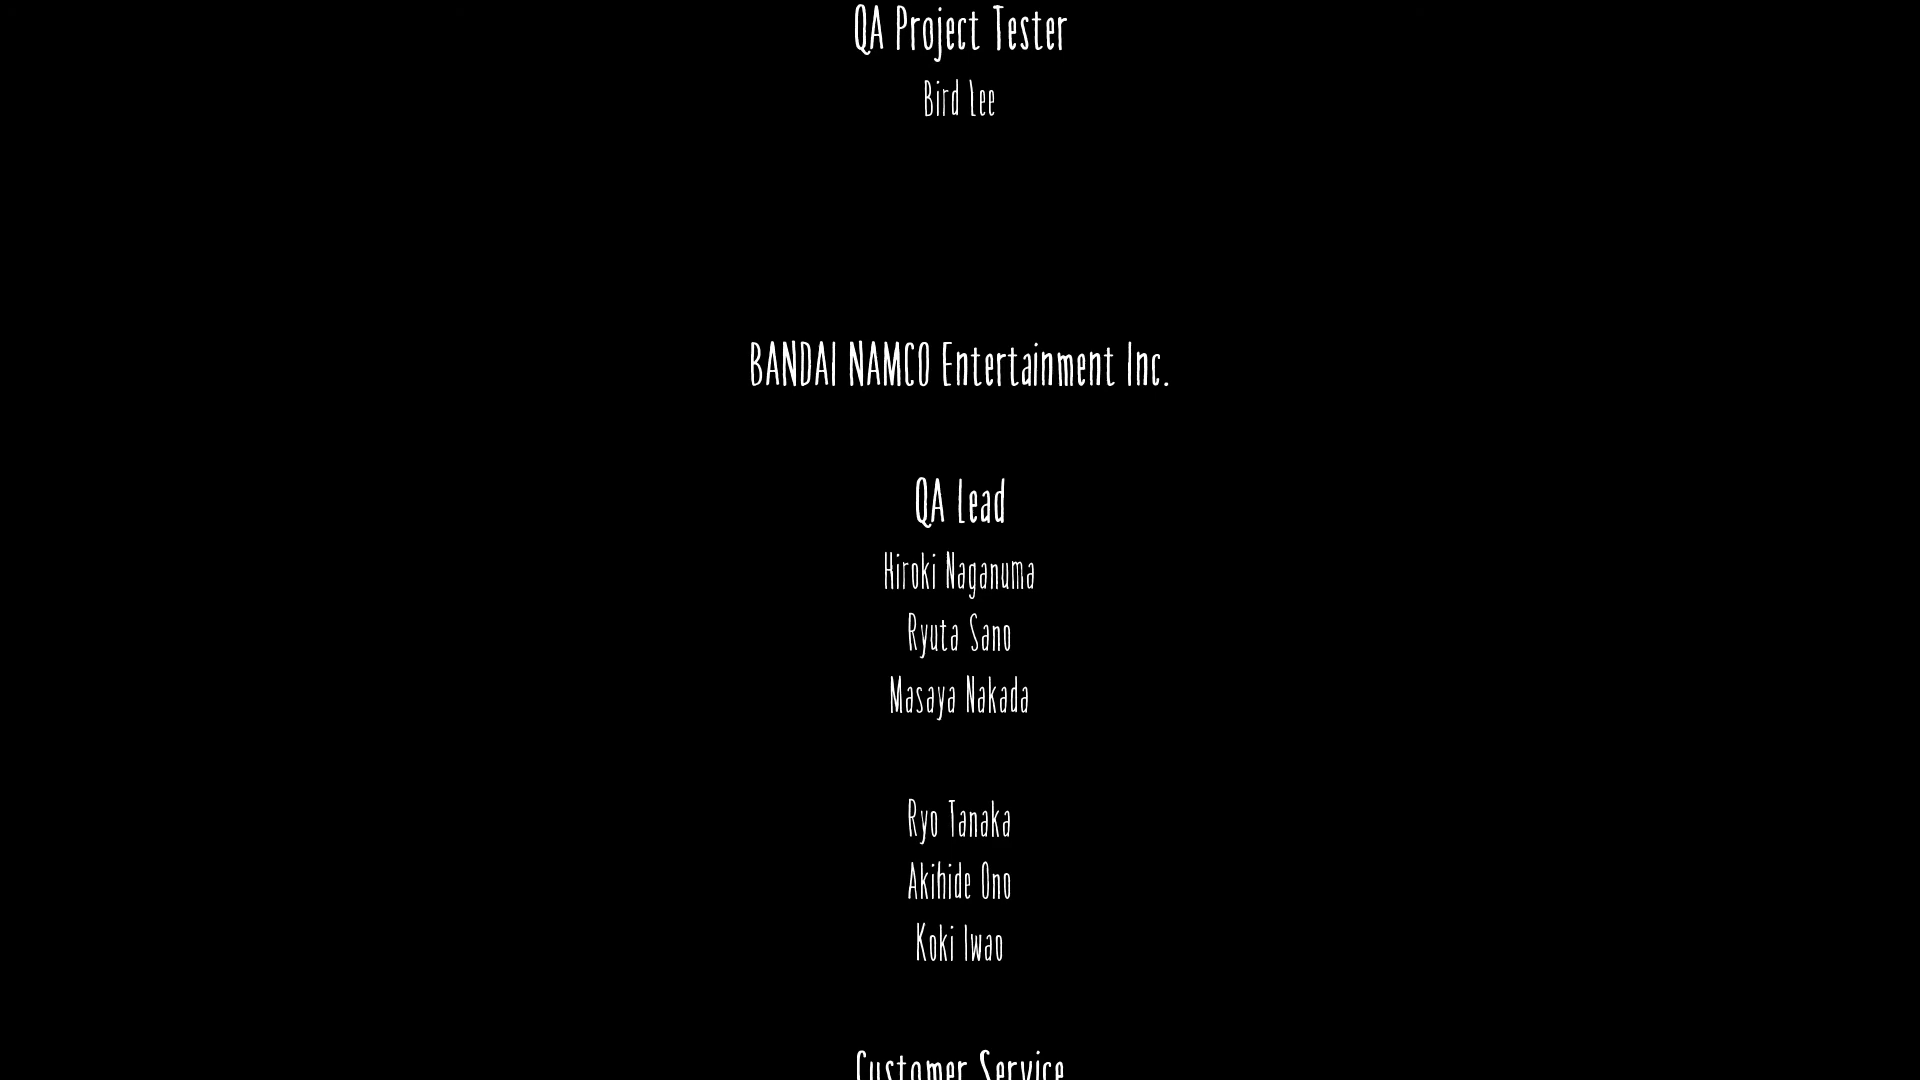 QA Project Tester
Bird Lee
BANDAI NAMCO Entertainment Inc.
QA Lead
Hiroki Naganuma
Ryuta Sano
Masaya Nakada
Ryo Tanaka
Akihide Ono
Koki Iwao
Customer Service